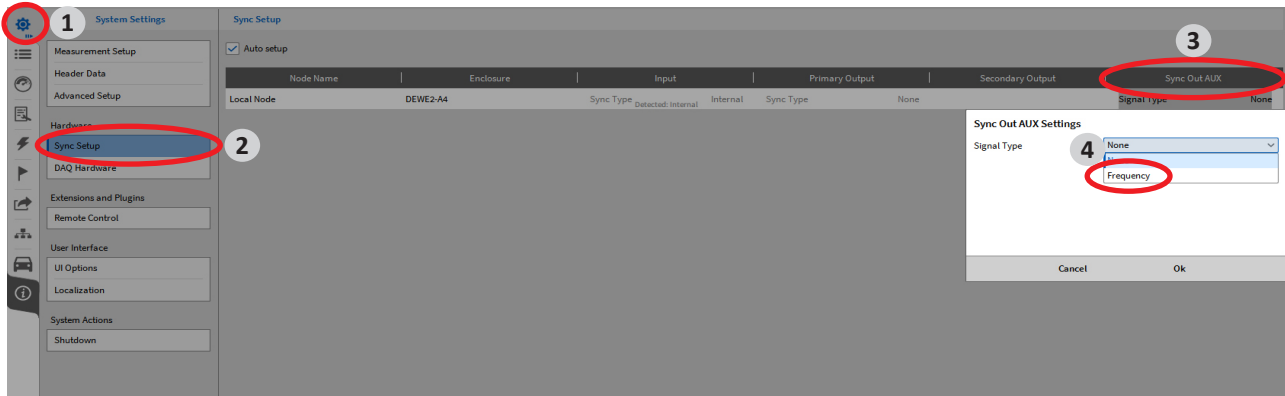 1
System Settings
Sync Setup
Measurement Setup
Header Data
Advanced Setup
Hardware
Sync Setup
2
DAQ Hardware
Extensions and Plugins
Remote Control
User Interface
UI Options
Localization
System Actions
Shutdown
Auto setup
3
Node Name
Enclosure
Input
Primary Output
Secondary Output
Sync Out AUX
Local Node
DEWE2-A4
Sync Type Detected: Internal Internal
Sync Type None
Signal Type None
Sync Out AUX Settings
Signal Type
4
None
Frequency
Cancel
Ok